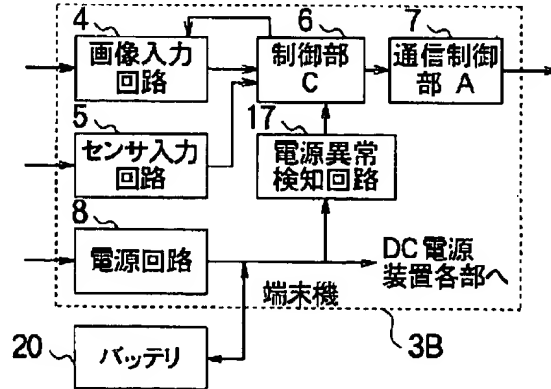 4
画像入力
回路
6
制御部
C
7
通信制御
部 A
5
センサ入力
回路
17
電源異常
検知回路
8
電源回路
DC 電源
装置各部へ
端末機
20
バッテリ
3B